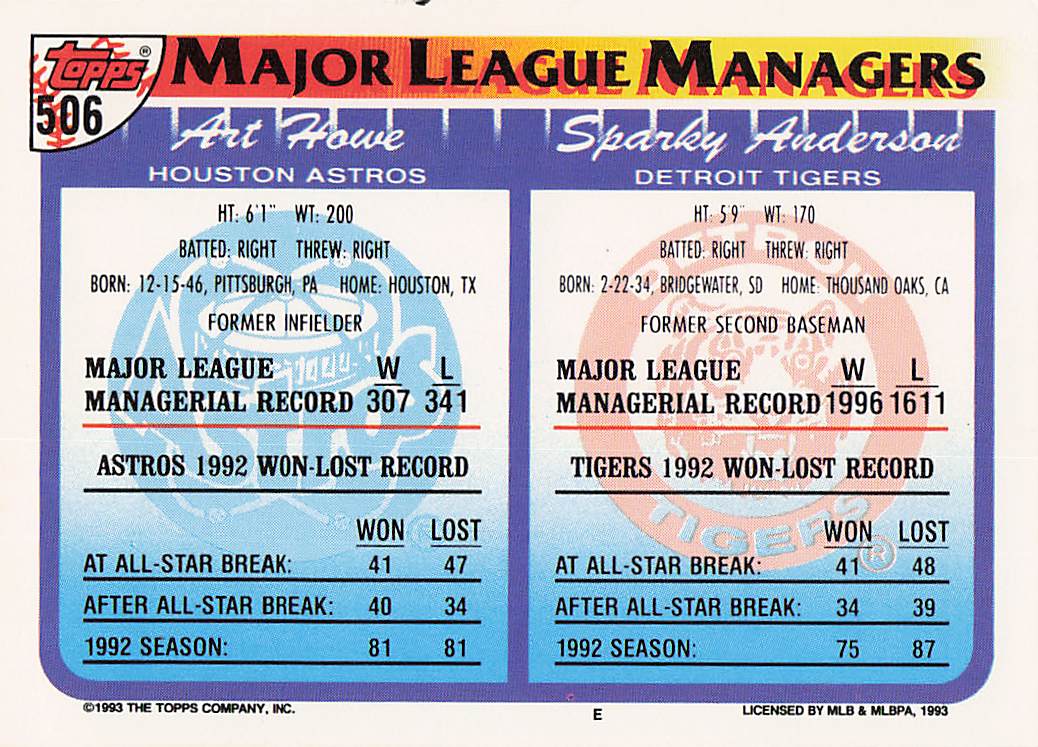 Topps®
506
MAJOR LEAGUE MANAGERS
Art Howe
HOUSTON ASTROS
HT: 6'1" WT: 200
BATTED: RIGHT THREW: RIGHT
BORN: 12-15-46, PITTSBURGH, PA HOME: HOUSTON, TX
FORMER INFIELDER
MAJOR LEAGUE W L
MANAGERIAL RECORD 307 341
ASTROS 1992 WON-LOST RECORD
WON LOST
AT ALL-STAR BREAK: 41 47
AFTER ALL-STAR BREAK: 40 34
1992 SEASON: 81 81
Sparky Anderson
DETROIT TIGERS
HT: 5'9" WT: 170
BATTED: RIGHT THREW: RIGHT
BORN: 2-22-34, BRIDGEWATER, SD HOME: THOUSAND OAKS, CA
FORMER SECOND BASEMAN
MAJOR LEAGUE W L
MANAGERIAL RECORD 1996 1611
TIGERS 1992 WON-LOST RECORD
WON LOST
AT ALL-STAR BREAK: 41 48
AFTER ALL-STAR BREAK: 34 39
1992 SEASON: 75 87
DETROIT
TIGERS
®
ASTROS
©1993 THE TOPPS COMPANY, INC.
E
LICENSED BY MLB & MLBPA, 1993